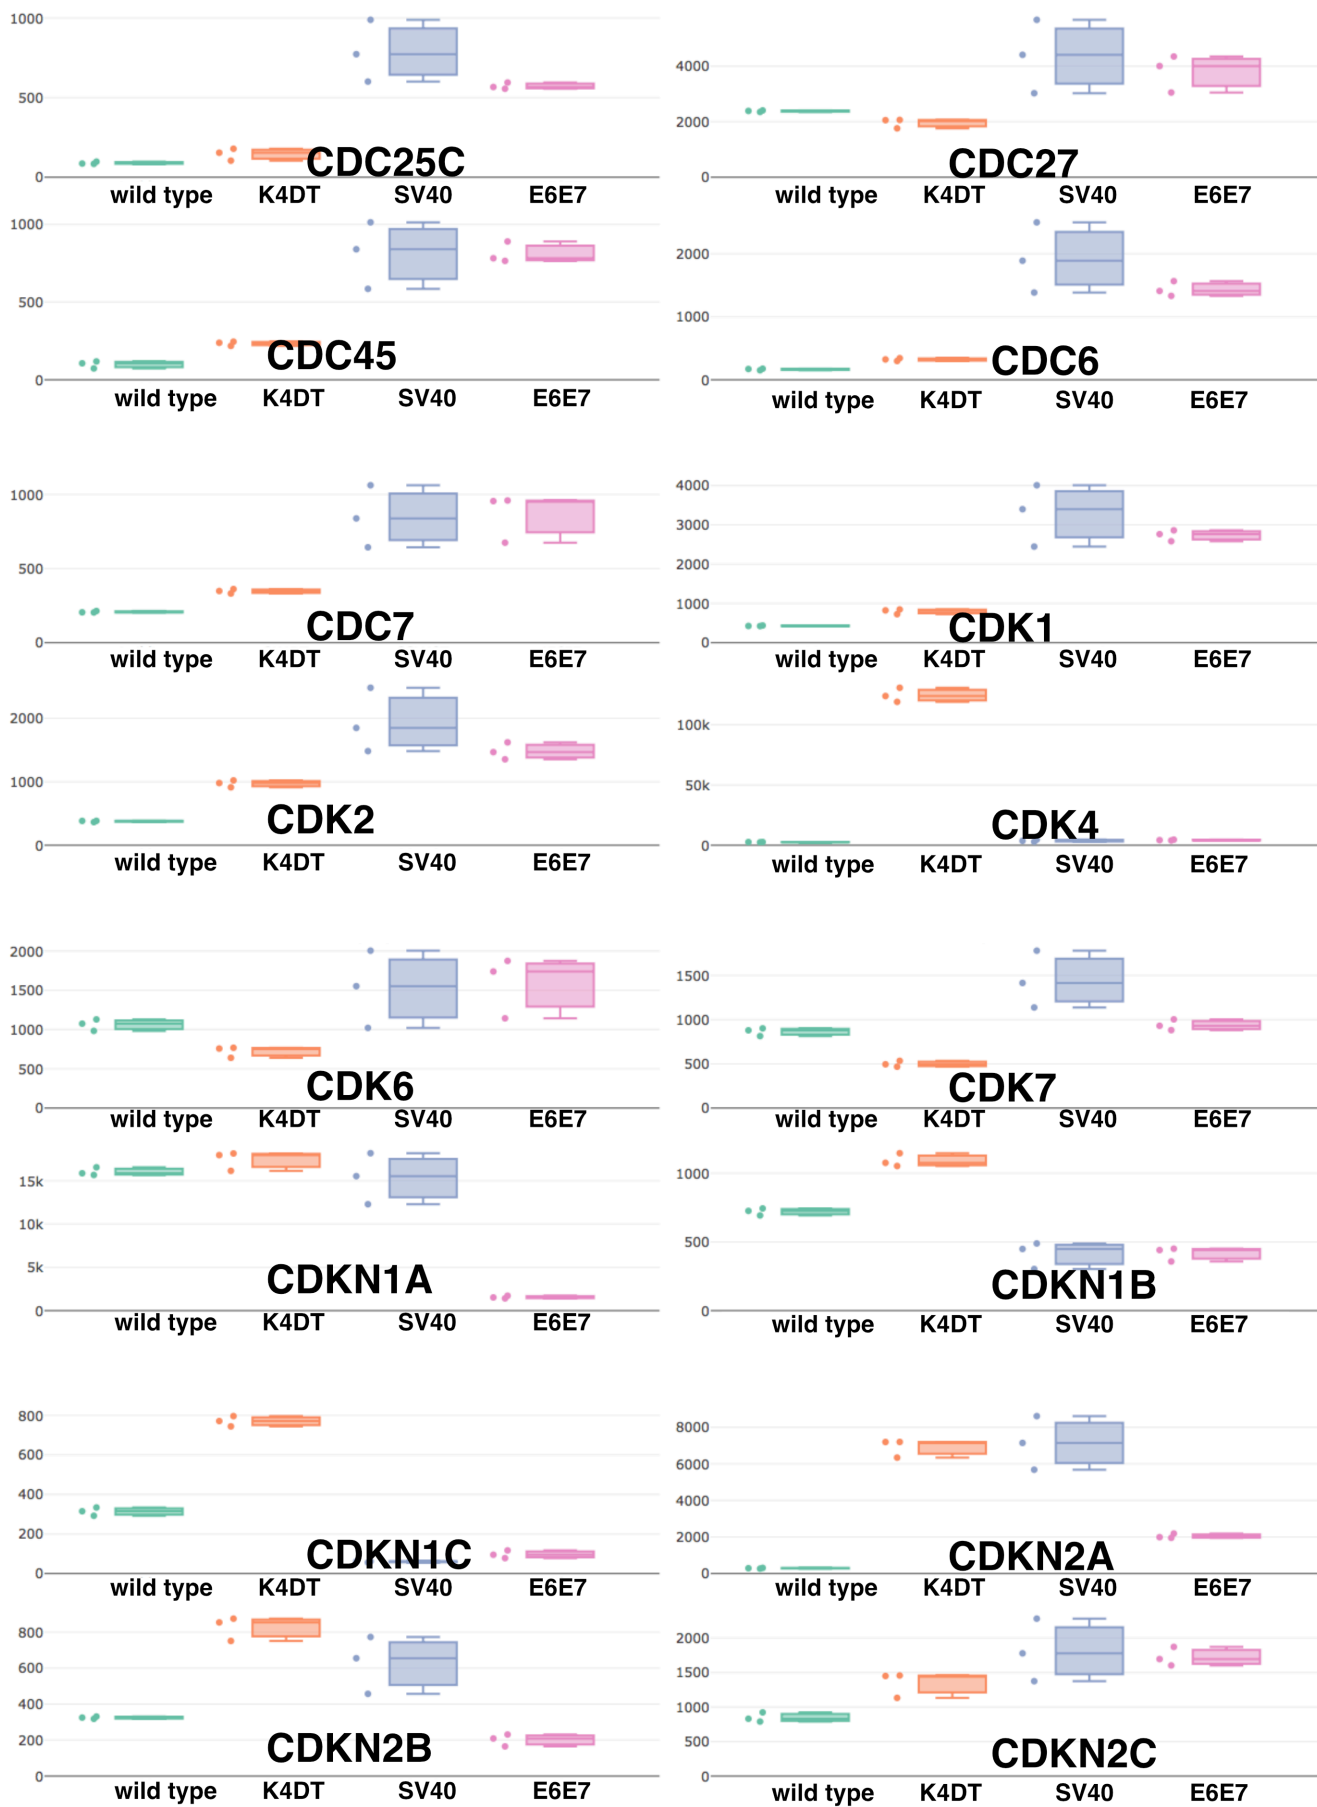 1000
500
0
CDC25C
wild type K4DT SV40 E6E7
4000
2000
0
CDC27
wild type K4DT SV40 E6E7
1000
500
0
CDC45
wild type K4DT SV40 E6E7
2000
1000
0
CDC6
wild type K4DT SV40 E6E7
1000
500
0
CDC7
wild type K4DT SV40 E6E7
4000
3000
2000
1000
0
CDK1
wild type K4DT SV40 E6E7
2000
1000
0
CDK2
wild type K4DT SV40 E6E7
100k
50k
0
CDK4
wild type K4DT SV40 E6E7
2000
1500
1000
500
0
CDK6
wild type K4DT SV40 E6E7
1500
1000
500
0
CDK7
wild type K4DT SV40 E6E7
15k
10k
5k
0
CDKN1A
wild type K4DT SV40 E6E7
1000
500
0
CDKN1B
wild type K4DT SV40 E6E7
800
600
400
200
0
CDKN1C
wild type K4DT SV40 E6E7
8000
6000
4000
2000
0
CDKN2A
wild type K4DT SV40 E6E7
800
600
400
200
0
CDKN2B
wild type K4DT SV40 E6E7
2000
1500
1000
500
0
CDKN2C
wild type K4DT SV40 E6E7